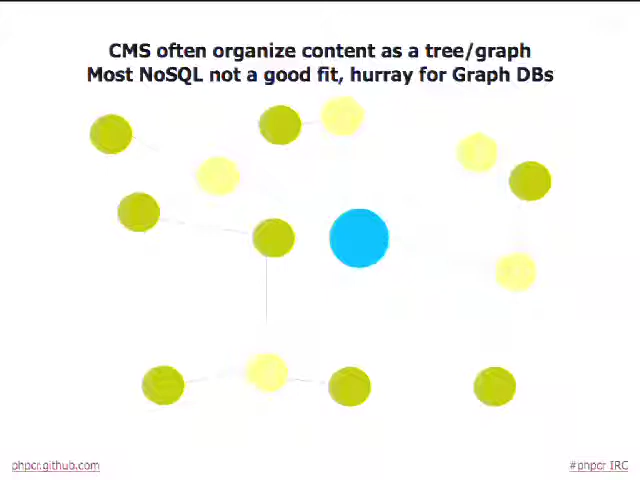 CMS often organize content as a tree/graph
Most NoSQL not a good fit, hurray for Graph DBs
phpcr.github.com
#phpcr IRC